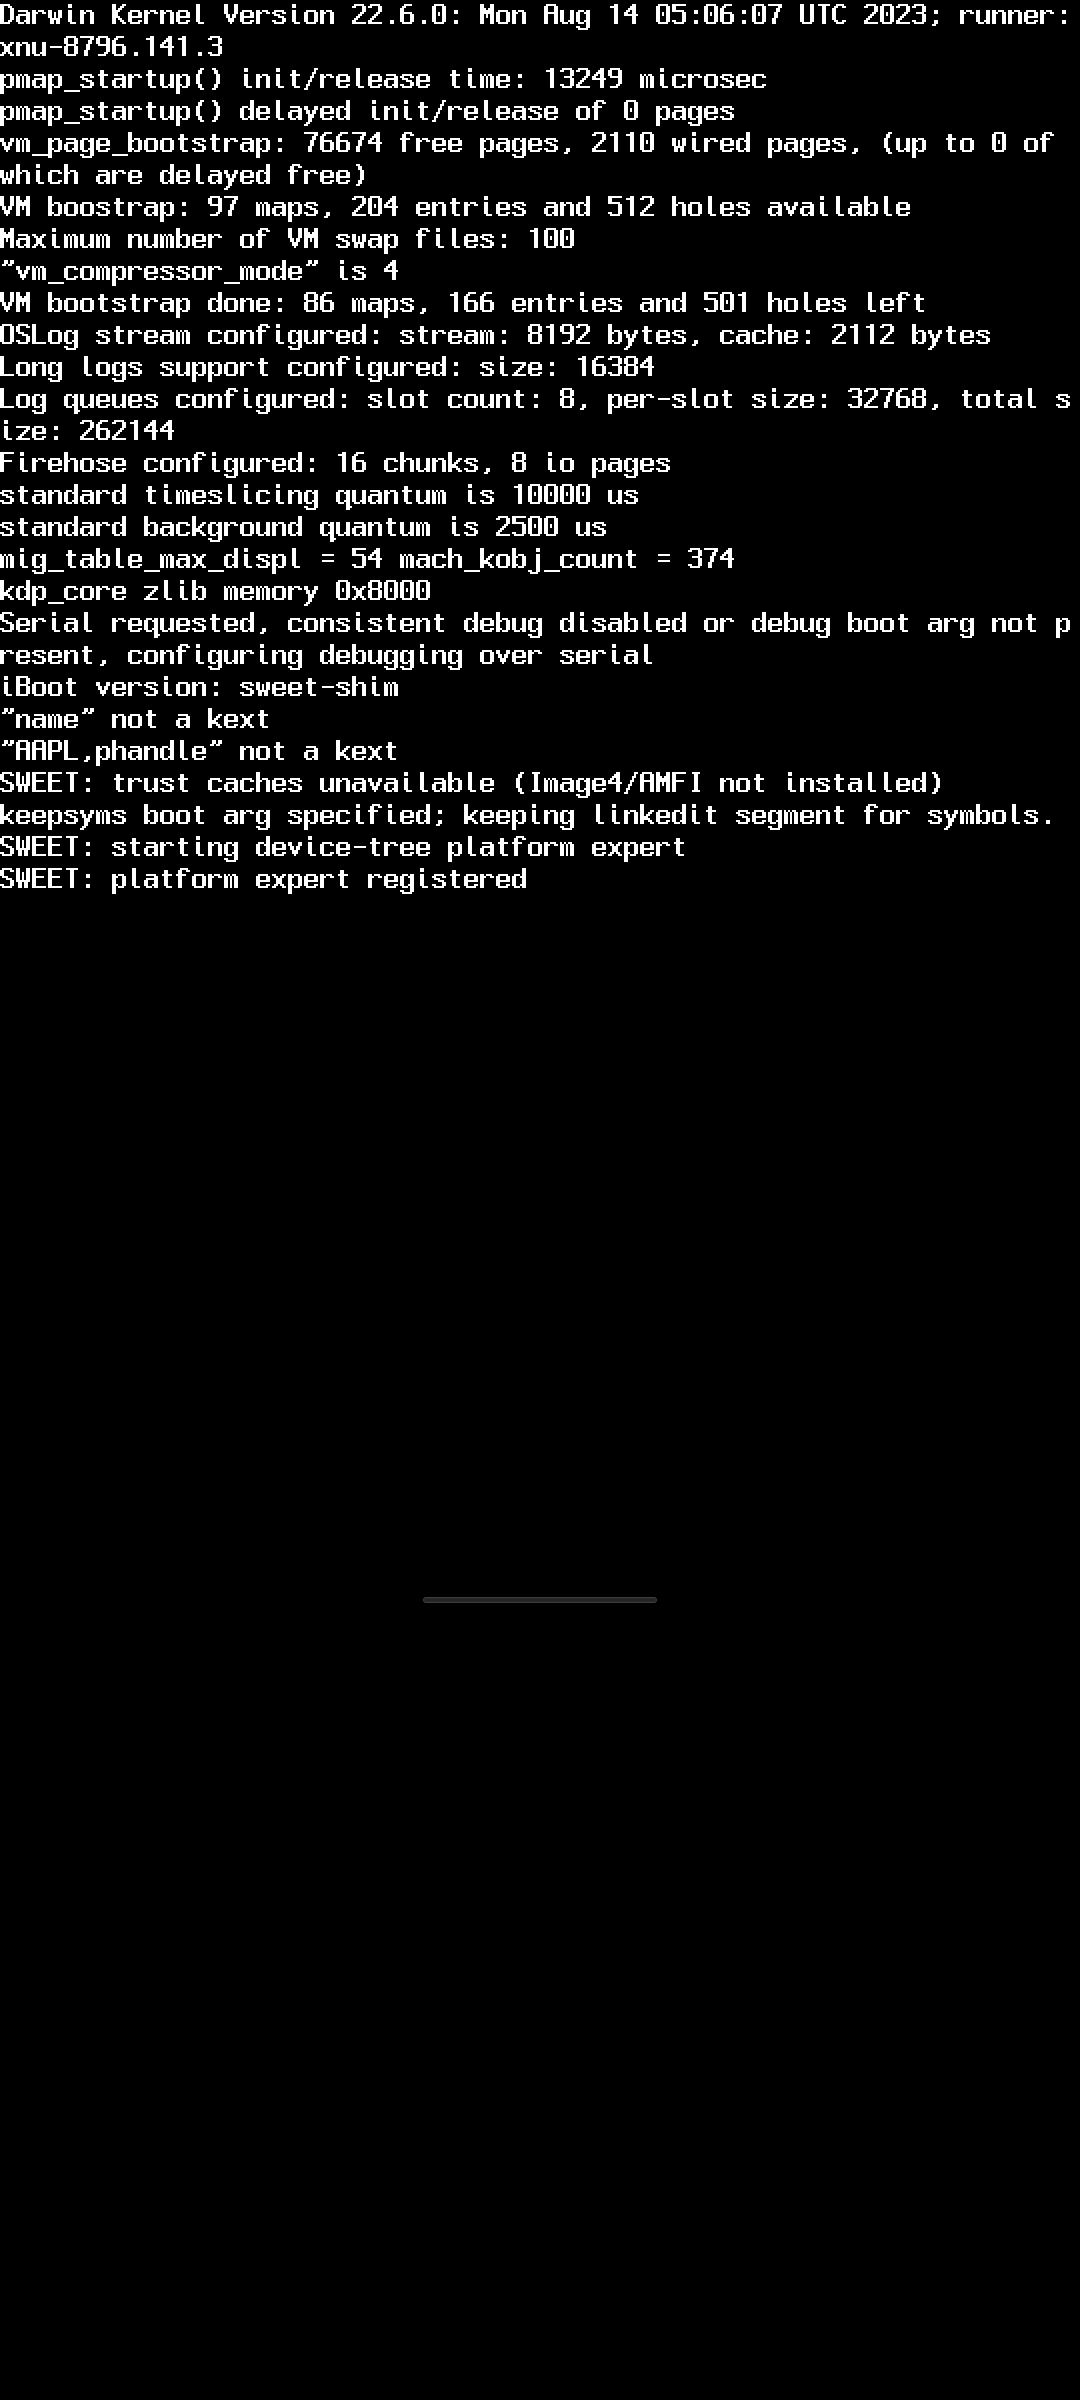 Darwin Kernel Version 22.6.0: Mon Aug 14 05:06:07 UTC 2023; runner:
xnu-8796.141.3
pmap_startup() init/release time: 13249 microsec
pmap_startup() delayed init/release of 0 pages
vm_page_bootstrap: 76674 free pages, 2110 wired pages, (up to 0 of
which are delayed free)
VM boostrap: 97 maps, 204 entries and 512 holes available
Maximum number of VM swap files: 100
"vm_compressor_mode" is 4
VM bootstrap done: 86 maps, 166 entries and 501 holes left
OSLog stream configured: stream: 8192 bytes, cache: 2112 bytes
Long logs support configured: size: 16384
Log queues configured: slot count: 8, per-slot size: 32768, total s
ize: 262144
Firehose configured: 16 chunks, 8 io pages
standard timeslicing quantum is 10000 us
standard background quantum is 2500 us
mig_table_max_displ = 54 mach_kobj_count = 374
kdp_core zlib memory 0x8000
Serial requested, consistent debug disabled or debug boot arg not p
resent, configuring debugging over serial
iBoot version: sweet-shim
"name" not a kext
"AAPL,phandle" not a kext
SWEET: trust caches unavailable (Image4/AMFI not installed)
keepsyms boot arg specified; keeping linkedit segment for symbols.
SWEET: starting device-tree platform expert
SWEET: platform expert registered